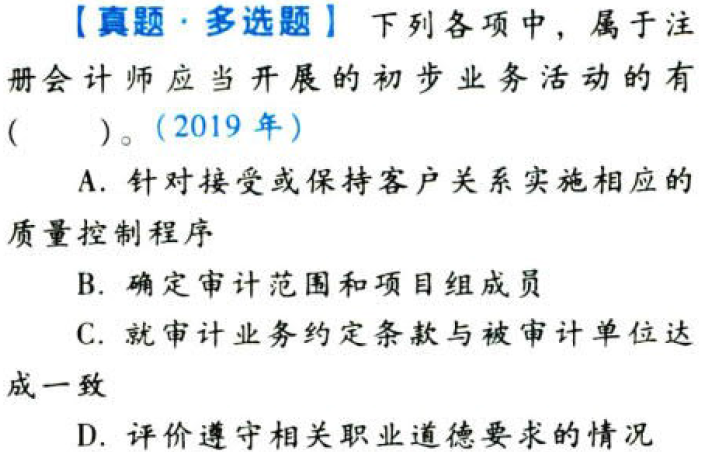 【真题·多选题】 下列各项中，属于注
册会计师应当开展的初步业务活动的有
(　　)。（2019 年）
A. 针对接受或保持客户关系实施相应的
质量控制程序
B. 确定审计范围和项目组成员
C. 就审计业务约定条款与被审计单位达
成一致
D. 评价遵守相关职业道德要求的情况